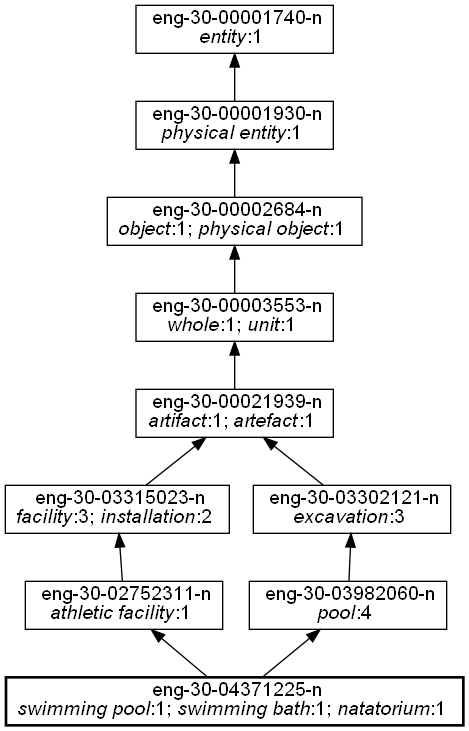 eng-30-00001740-n
entity:1
eng-30-00001930-n
physical entity:1
eng-30-00002684-n
object:1; physical object:1
eng-30-00003553-n
whole:1; unit:1
eng-30-00021939-n
artifact:1; artefact:1
eng-30-03315023-n
facility:3; installation:2
eng-30-03302121-n
excavation:3
eng-30-02752311-n
athletic facility:1
eng-30-03982060-n
pool:4
eng-30-04371225-n
swimming pool:1; swimming bath:1; natatorium:1